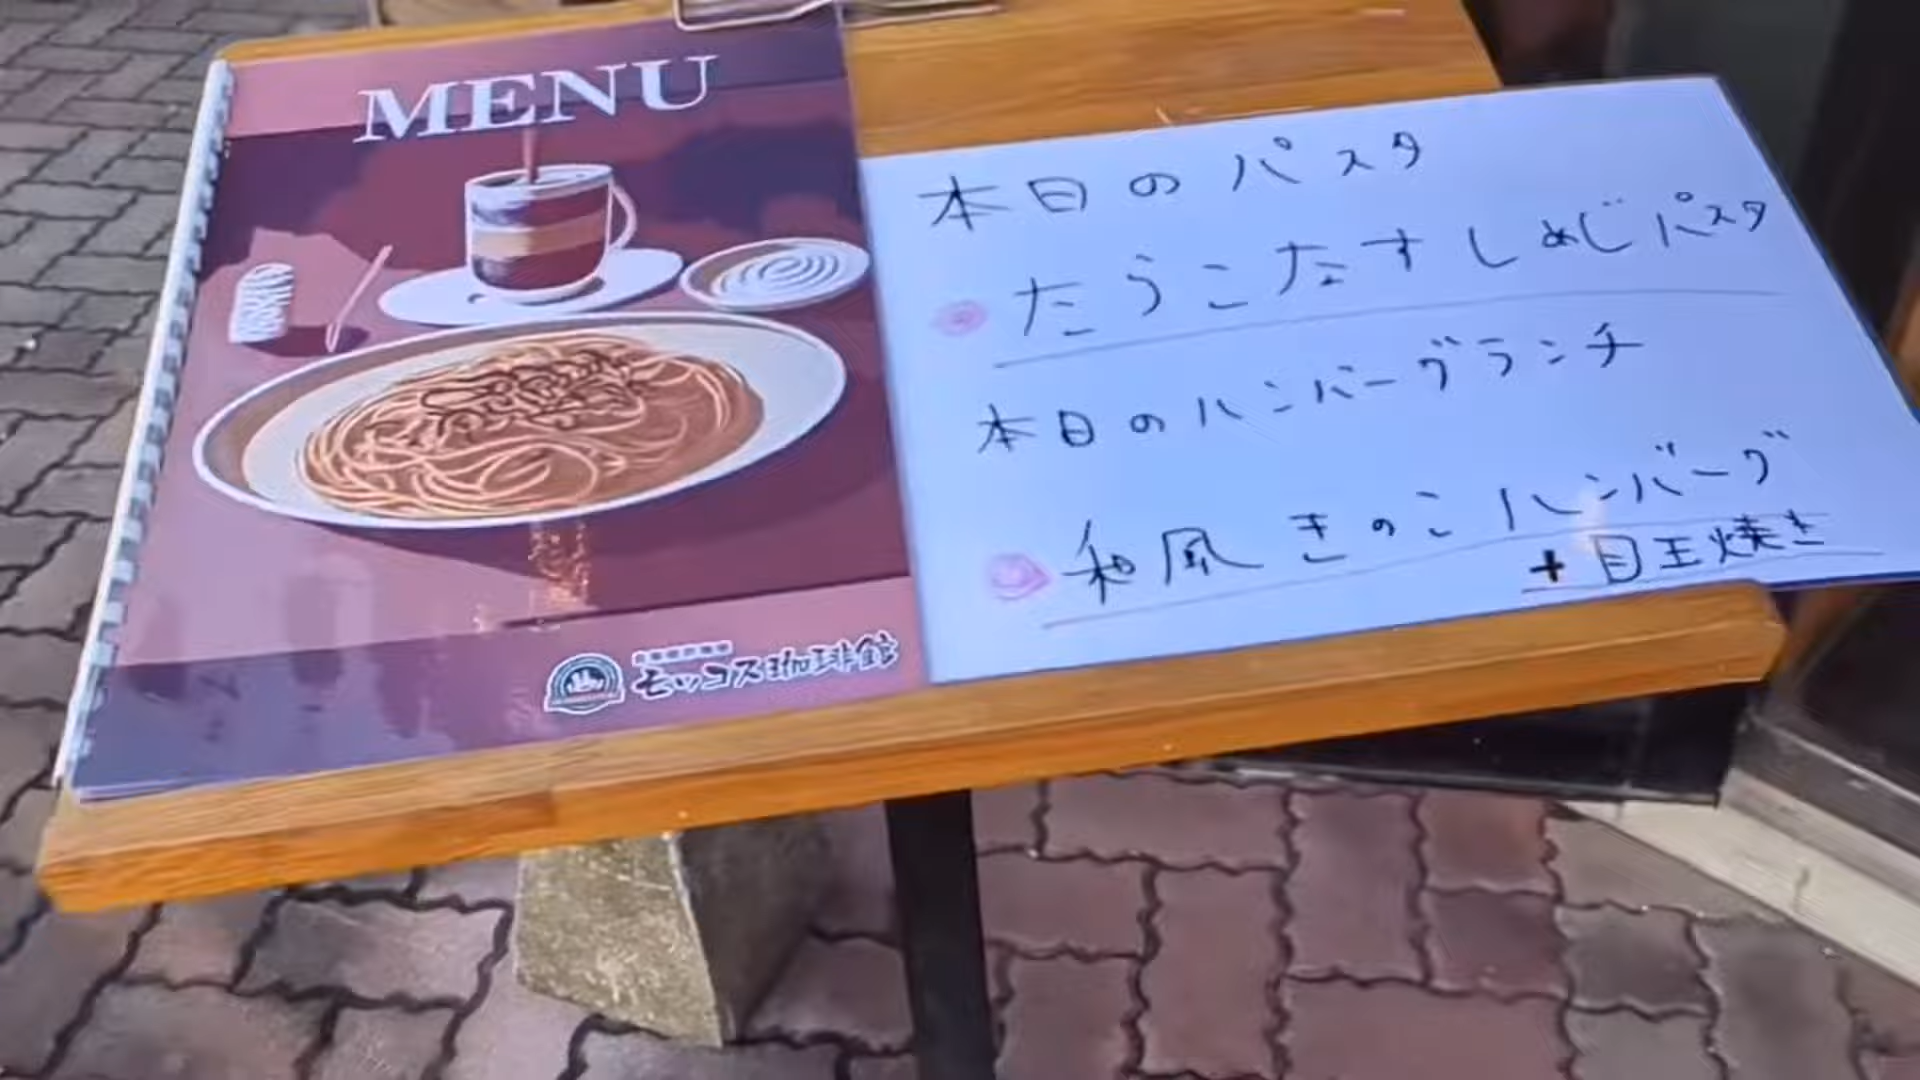 MENU
モッコス珈琲館
本日のパスタ
たらこなすしめじパスタ
本日のハンバーグランチ
和風きのこハンバーグ
+目玉焼き